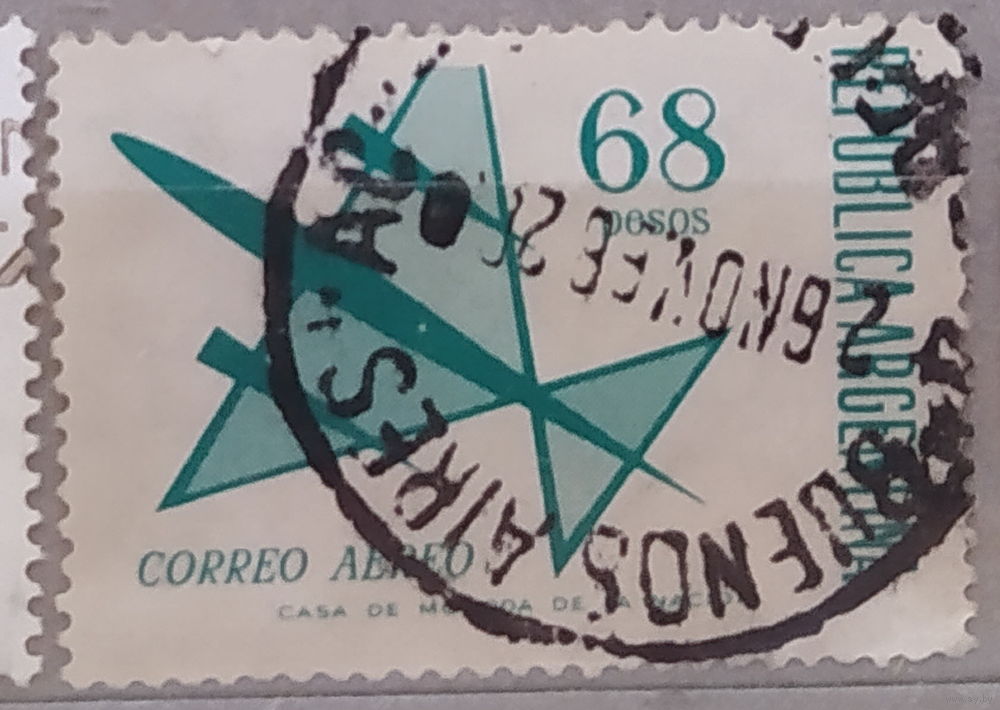 68
pesos
REPUBLICA ARGENTINA
CORREO AEREO
CASA DE MONEDA DE LA NACION
BUENOS AIRES